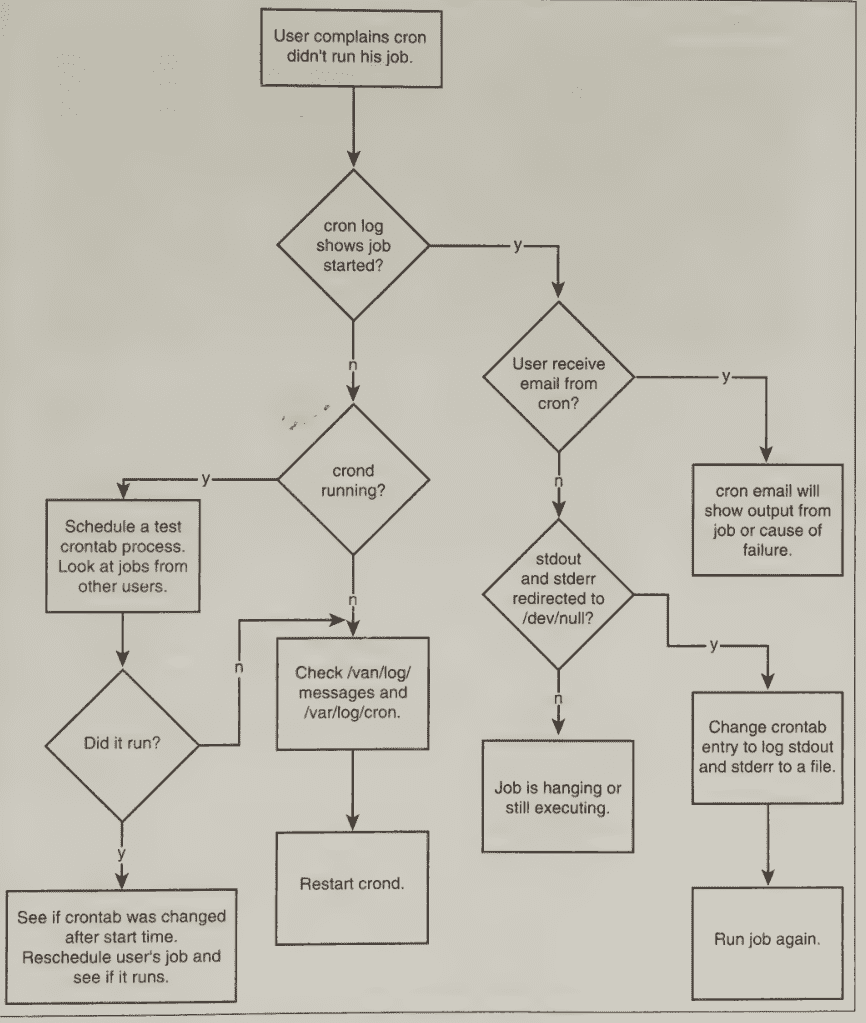 User complains cron
didn't run his job.
cron log
shows job
started?
y
n
User receive
email from
cron?
y
n
crond
running?
y
n
cron email will
show output from
job or cause of
failure.
Schedule a test
crontab process.
Look at jobs from
other users.
stdout
and stderr
redirected to
/dev/null?
y
n
n
Check /van/log/
messages and
/var/log/cron.
Did it run?
y
Change crontab
entry to log stdout
and stderr to a file.
Job is hanging or
still executing.
Restart crond.
See if crontab was changed
after start time.
Reschedule user's job and
see if it runs.
Run job again.